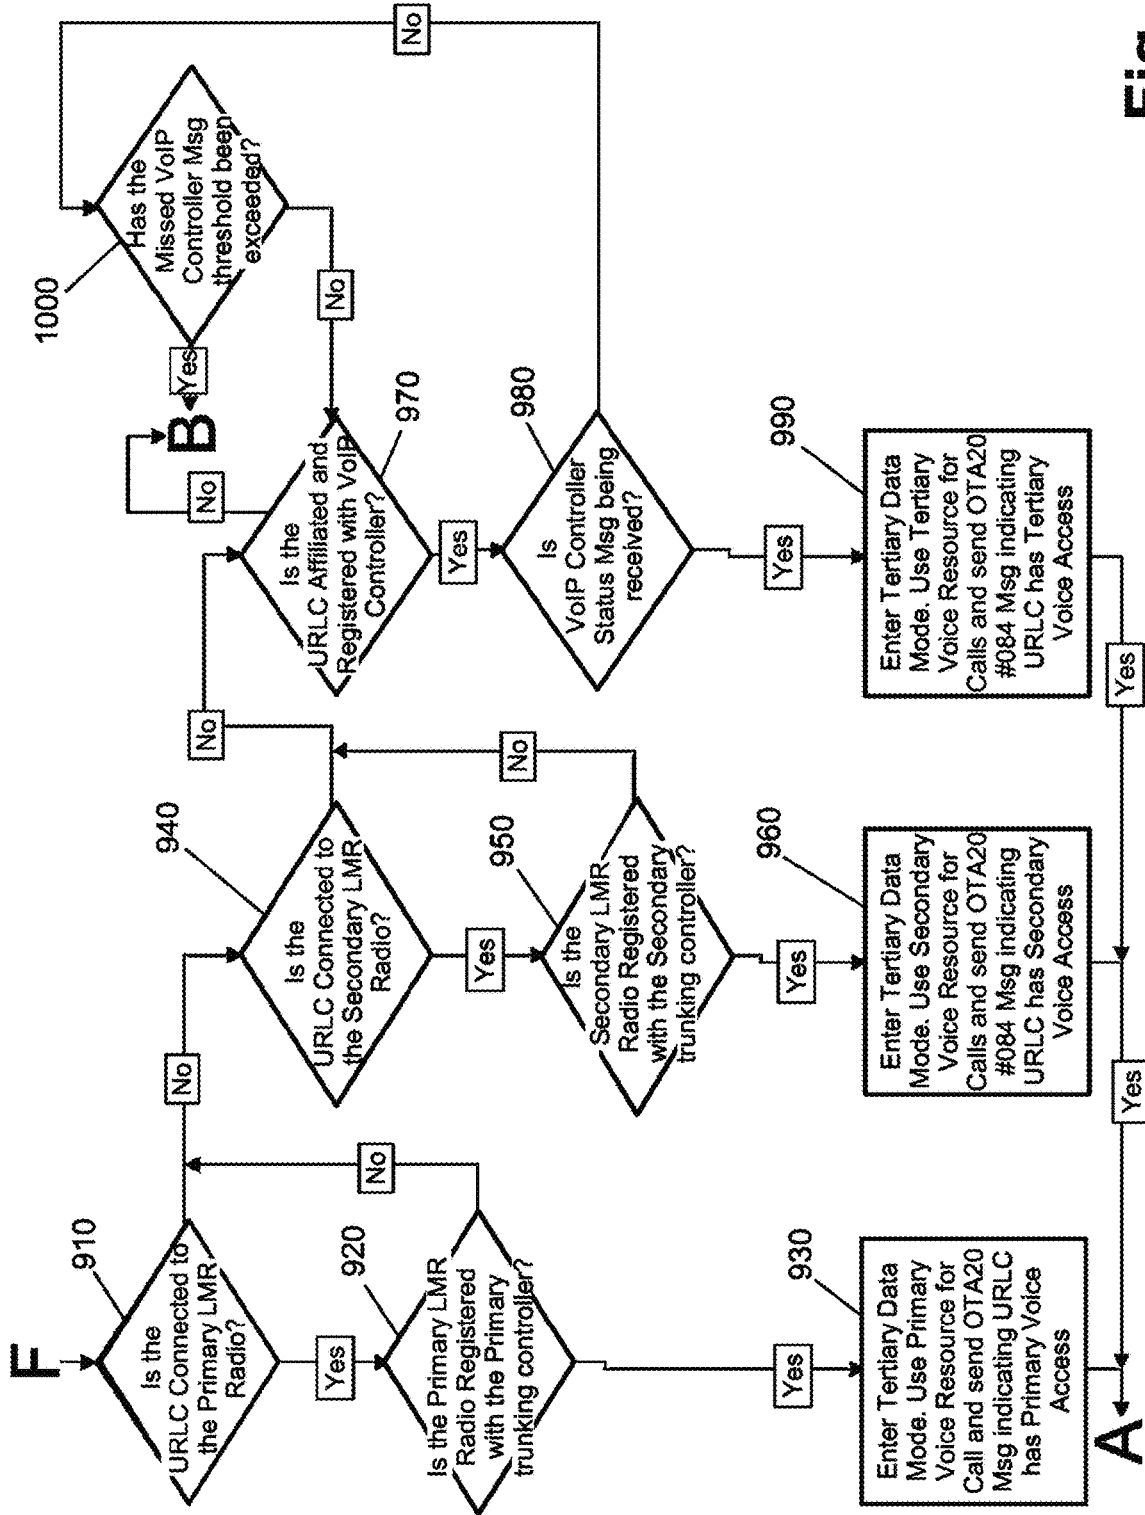 F
910
Is the
URLC Connected to
the Primary LMR
Radio?
No
Yes
920
Is the Primary LMR
Radio Registered
with the Primary
trunking controller?
No
Yes
930
Enter Tertiary Data
Mode. Use Primary
Voice Resource for
Call and send OTA20
Msg indicating URLC
has Primary Voice
Access
A
940
Is the
URLC Connected to
the Secondary LMR
Radio?
No
Yes
950
Is the
Secondary LMR
Radio Registered
with the Secondary
trunking controller?
No
Yes
960
Enter Tertiary Data
Mode. Use Secondary
Voice Resource for
Calls and send OTA20
#084 Msg indicating
URLC has Secondary
Voice Access
Yes
B
No
970
Is the
URLC Affiliated and
Registered with VoIP
Controller?
Yes
980
Is
VoIP Controller
Status Msg being
received?
No
Yes
990
Enter Tertiary Data
Mode. Use Tertiary
Voice Resource for
Calls and send OTA20
#084 Msg Indicating
URLC has Tertiary
Voice Access
Yes
1000
Has the
Missed VoIP
Controller Msg
threshold been
exceeded?
Yes
No
Fig